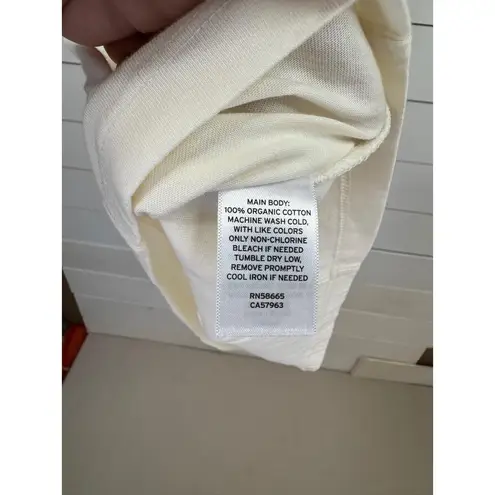 MAIN BODY:
100% ORGANIC COTTON
MACHINE WASH COLD,
WITH LIKE COLORS
ONLY NON-CHLORINE
BLEACH IF NEEDED
TUMBLE DRY LOW,
REMOVE PROMPTLY
COOL IRON IF NEEDED
RN58665
CA57963